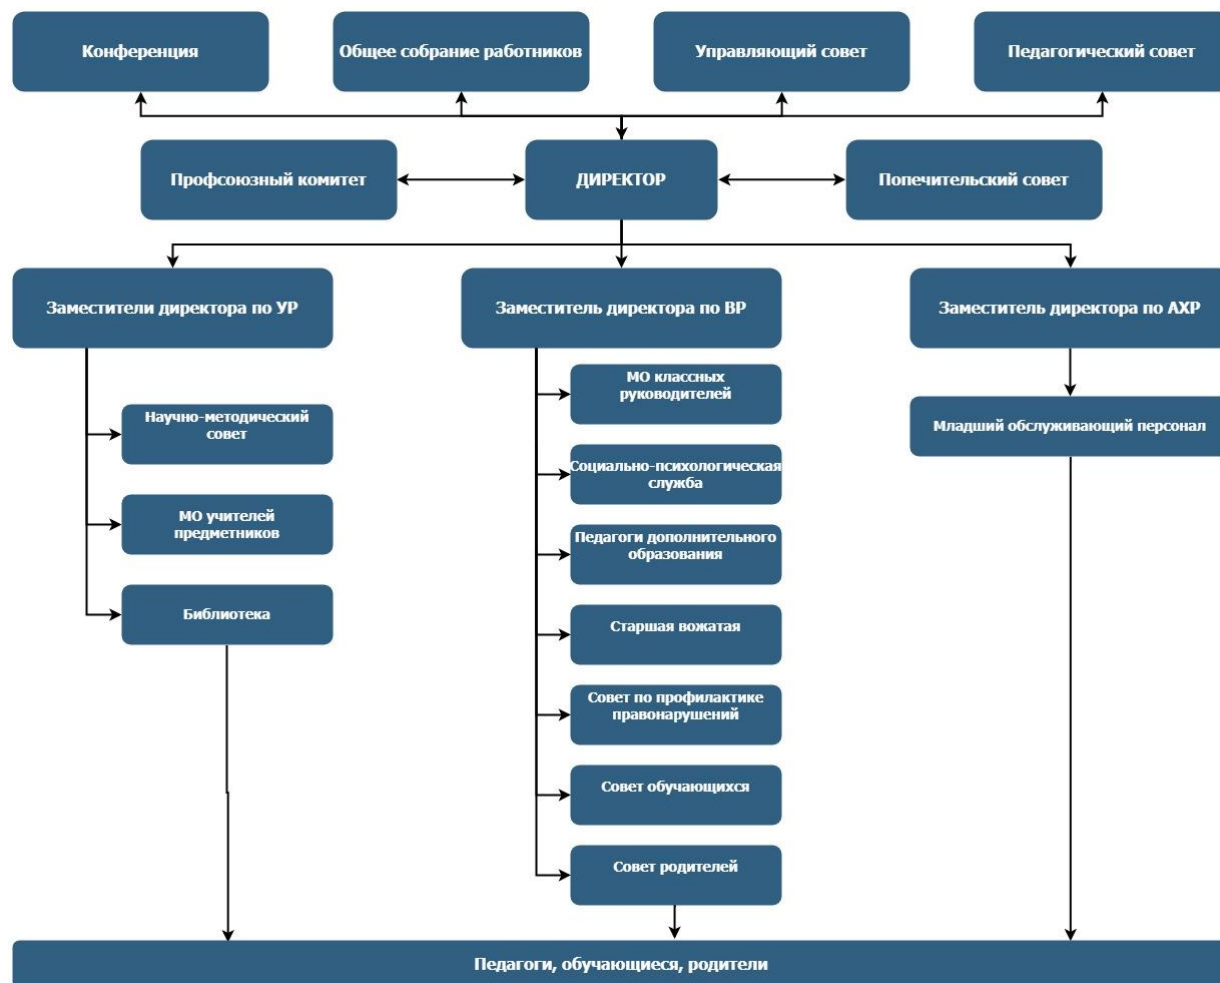 Конференция
Общее собрание работников
Управляющий совет
Педагогический совет
Профсоюзный комитет
ДИРЕКТОР
Попечительский совет
Заместители директора по УР
Заместитель директора по ВР
Заместитель директора по АХР
Научно-методический
совет
МО учителей
предметников
Библиотека
МО классных
руководителей
Социально-психологическая
служба
Педагоги дополнительного
образования
Старшая вожатая
Совет по профилактике
правонарушений
Совет обучающихся
Совет родителей
Младший обслуживающий персонал
Педагоги, обучающиеся, родители